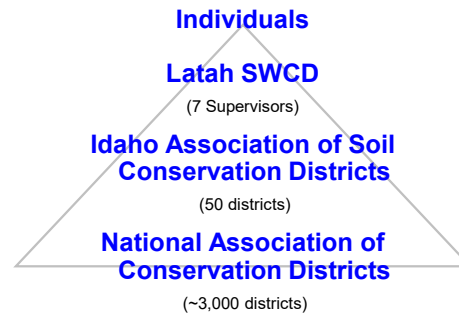 Individuals
Latah SWCD
(7 Supervisors)
Idaho Association of Soil
Conservation Districts
(50 districts)
National Association of
Conservation Districts
(~3,000 districts)